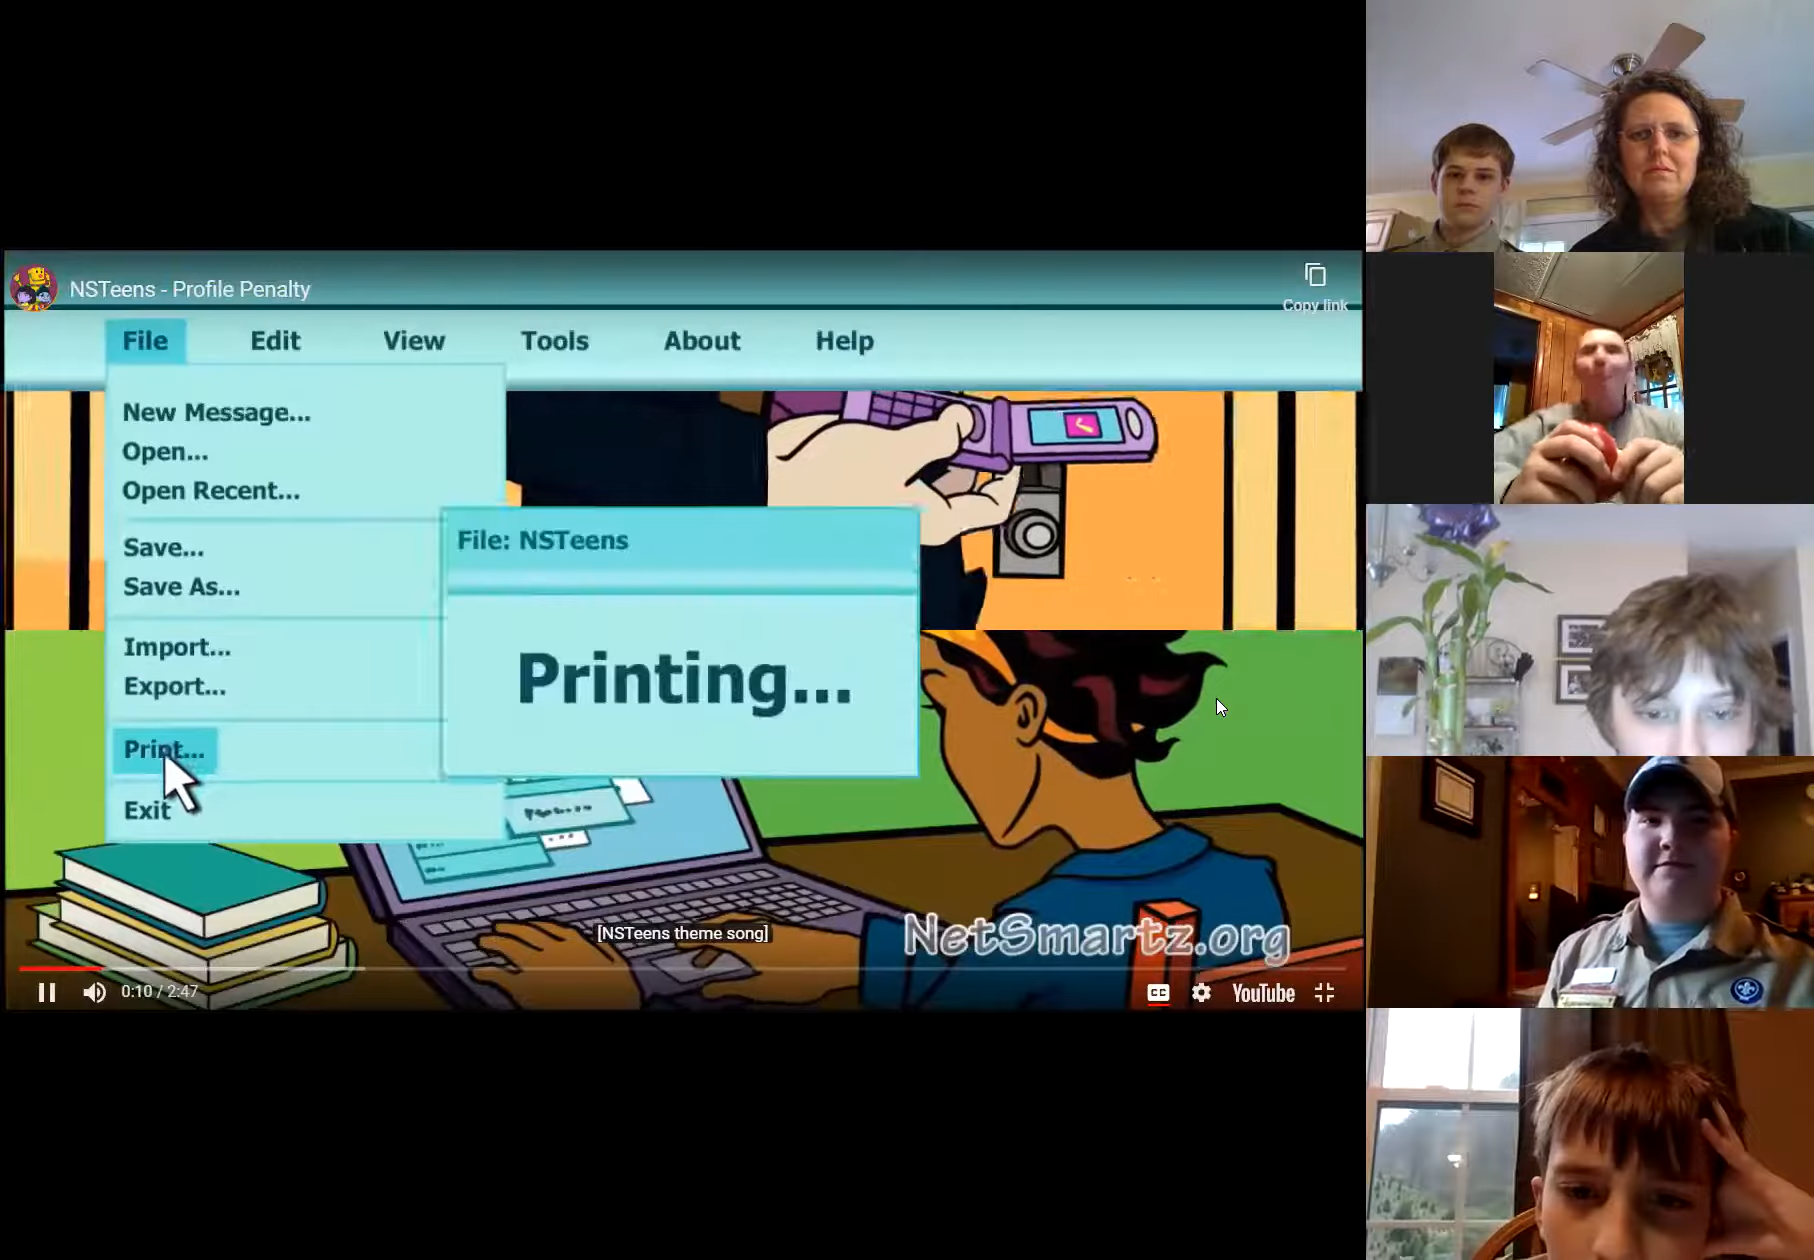 NSTeens - Profile Penalty
Copy link
File Edit View Tools About Help
New Message...
Open...
Open Recent...
Save...
Save As...
Import...
Export...
Print...
Exit
File: NSTeens
Printing...
[NSTeens theme song]
NetSmartz.org
0:10 / 2:47
CC
YouTube